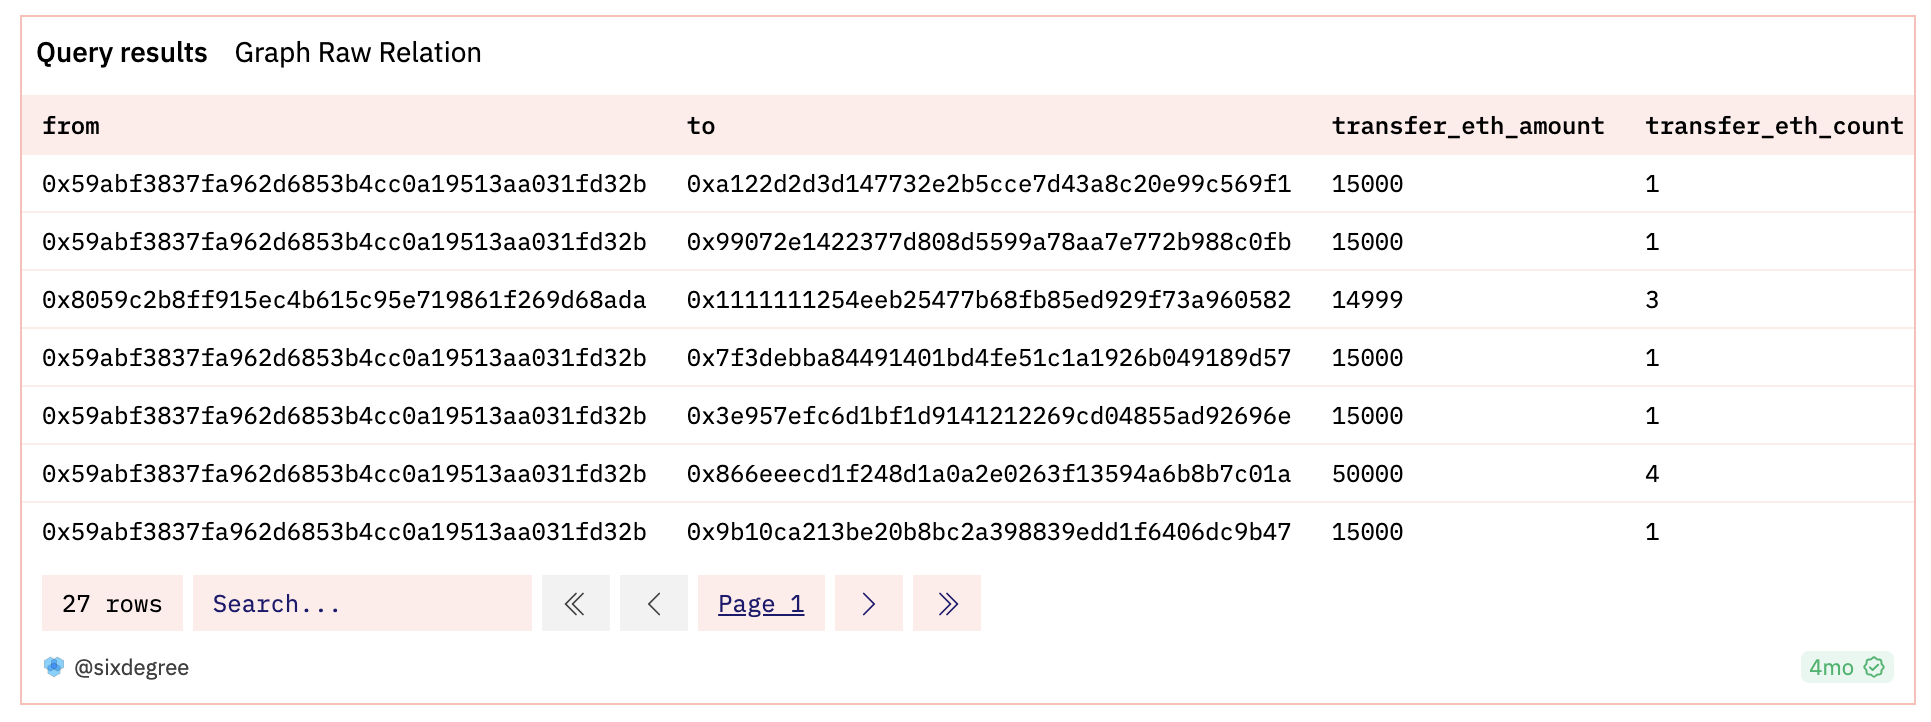 Query results Graph Raw Relation
from to transfer_eth_amount transfer_eth_count
0x59abf3837fa962d6853b4cc0a19513aa031fd32b 0xa122d2d3d147732e2b5cce7d43a8c20e99c569f1 15000 1
0x59abf3837fa962d6853b4cc0a19513aa031fd32b 0x99072e1422377d808d5599a78aa7e772b988c0fb 15000 1
0x8059c2b8ff915ec4b615c95e719861f269d68ada 0x1111111254eeb25477b68fb85ed929f73a960582 14999 3
0x59abf3837fa962d6853b4cc0a19513aa031fd32b 0x7f3debba84491401bd4fe51c1a1926b049189d57 15000 1
0x59abf3837fa962d6853b4cc0a19513aa031fd32b 0x3e957efc6d1bf1d9141212269cd04855ad92696e 15000 1
0x59abf3837fa962d6853b4cc0a19513aa031fd32b 0x866eeecd1f248d1a0a2e0263f13594a6b8b7c01a 50000 4
0x59abf3837fa962d6853b4cc0a19513aa031fd32b 0x9b10ca213be20b8bc2a398839edd1f6406dc9b47 15000 1
27 rows Search... Page 1
@sixdegree 4mo